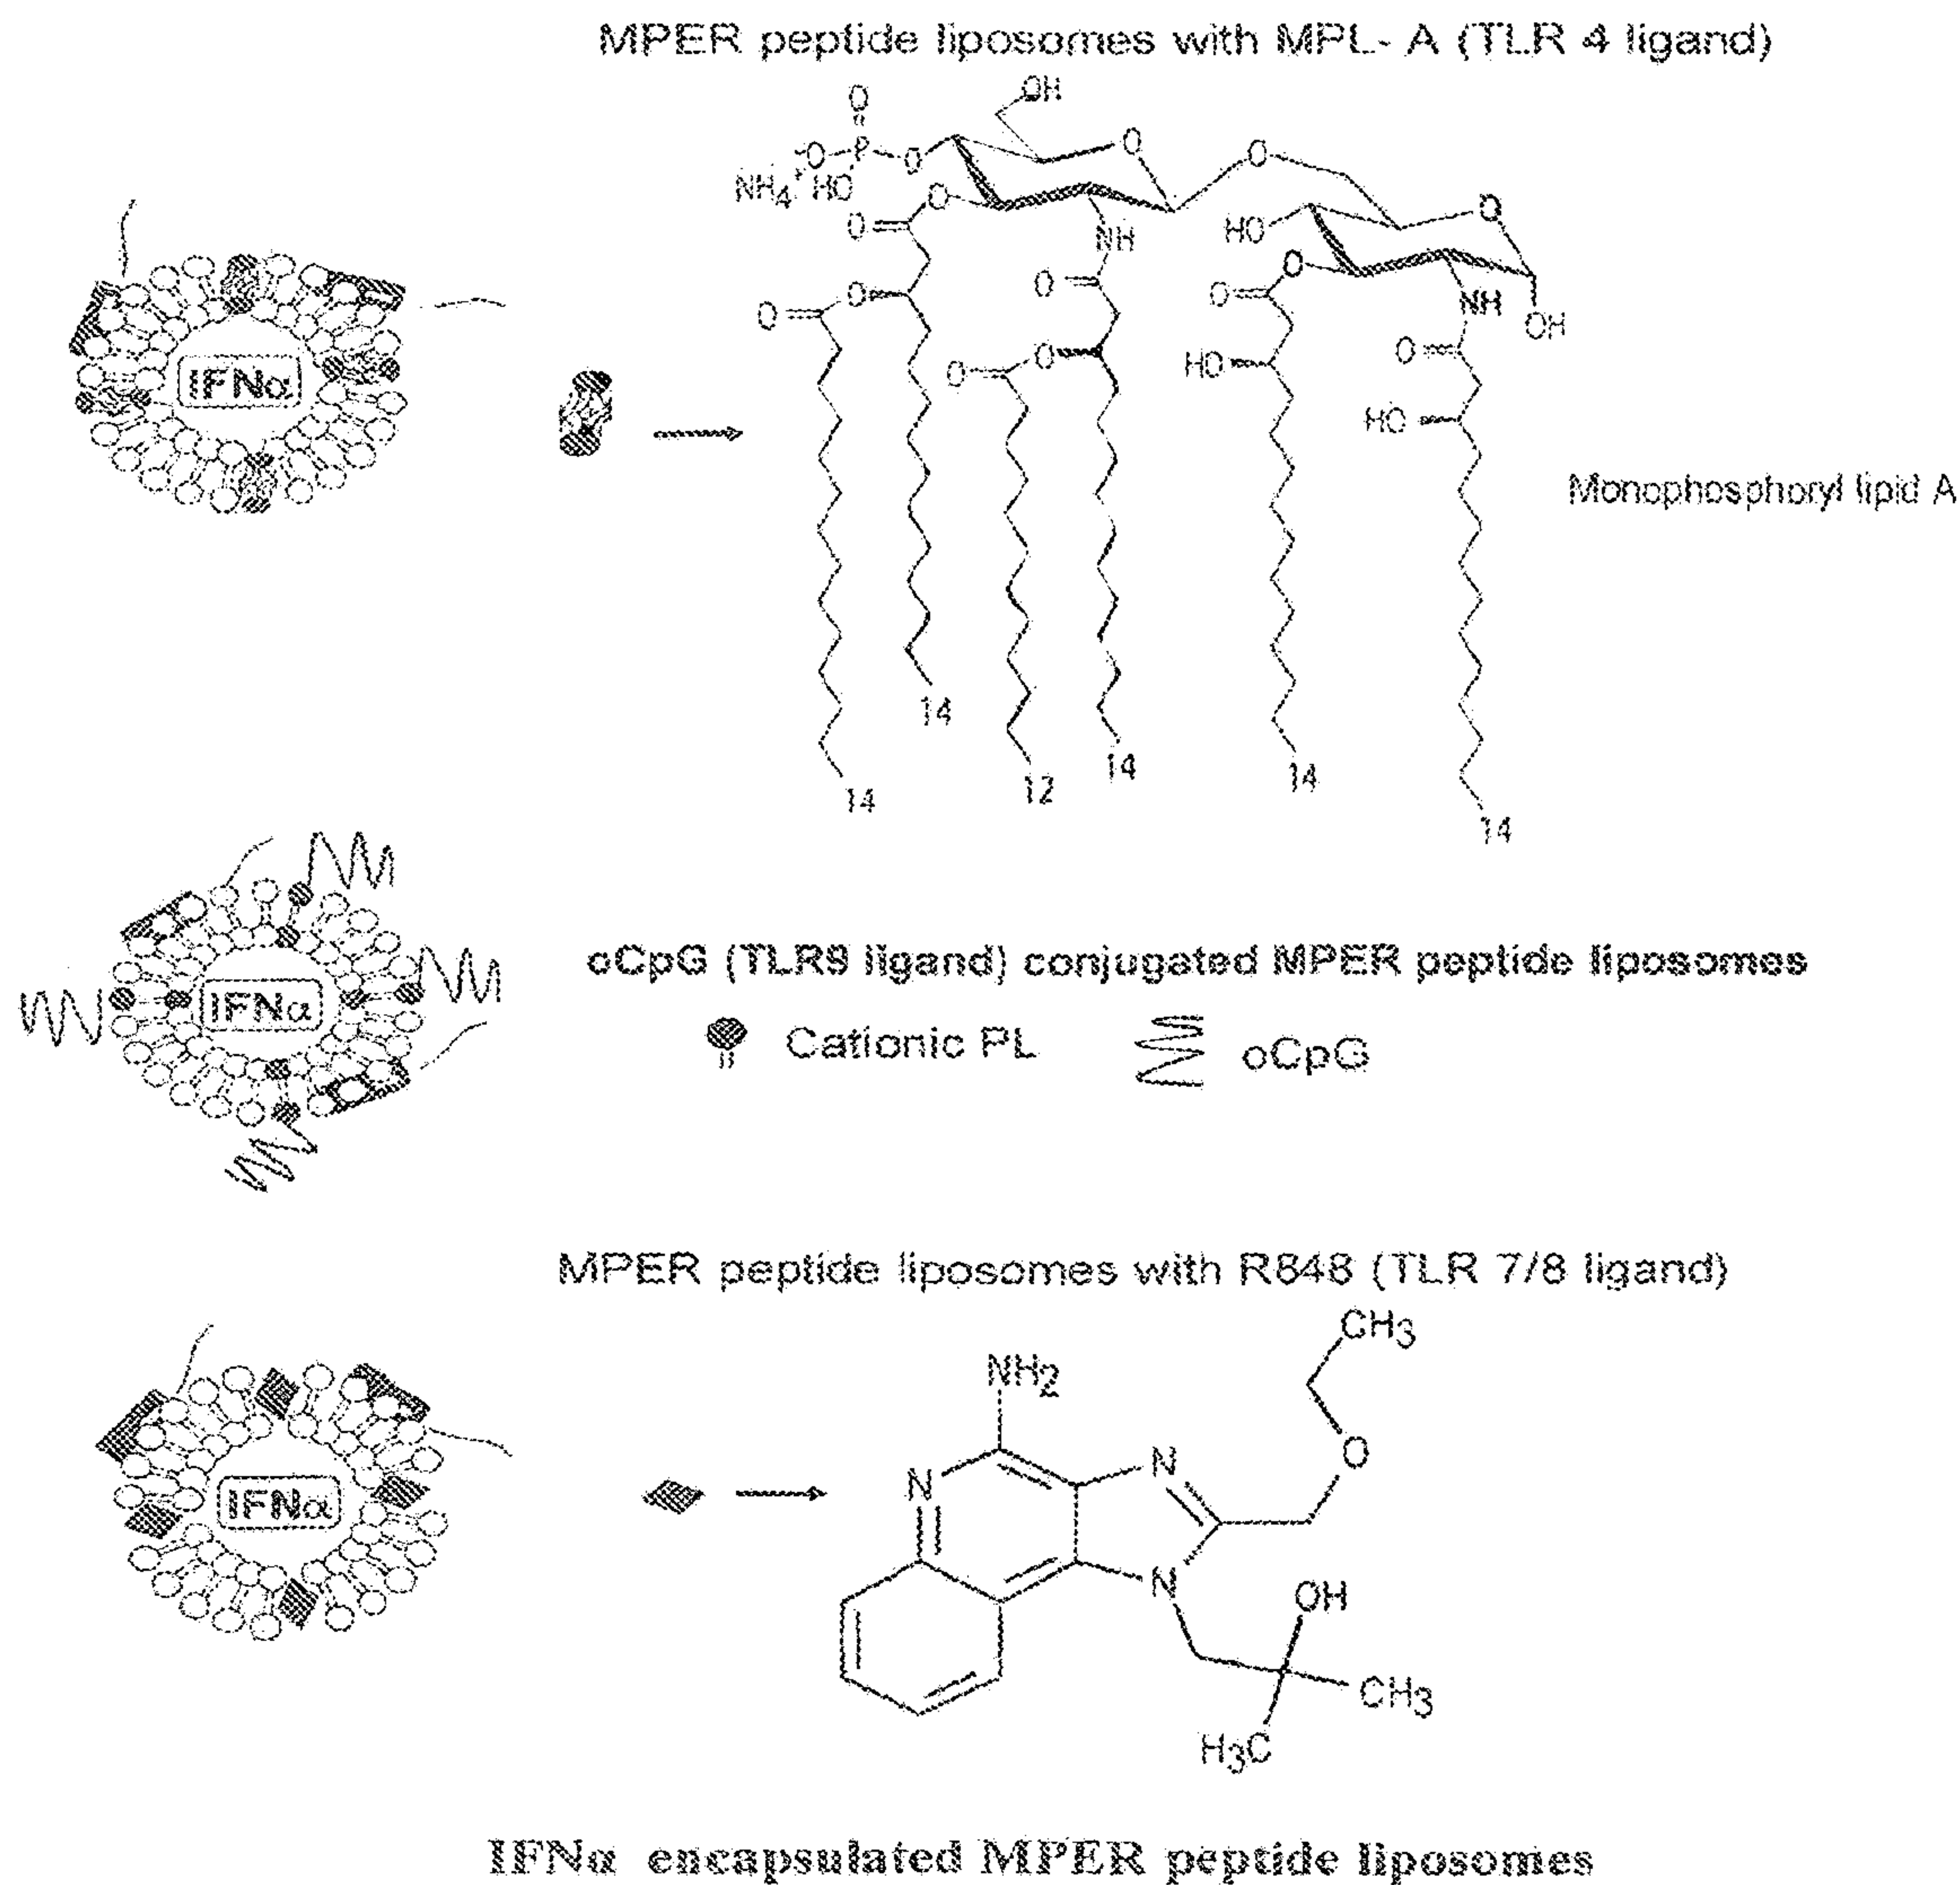 MPER peptide liposomes with MPL- A (TLR 4 ligand)
OH
O
O P O O O
NH4+ HO O
O NH HO O
O O O O O NH OH
O O HO O
HO
IFNα
Monophosphoryl lipid A
14
14 12 14 14
14
oCpG (TLR9 ligand) conjugated MPER peptide liposomes
IFNα
Cationic PL oCpG
MPER peptide liposomes with R848 (TLR 7/8 ligand)
CH3
NH2
O
N N
IFNα
N OH
CH3
H3C
IFNα encapsulated MPER peptide liposomes